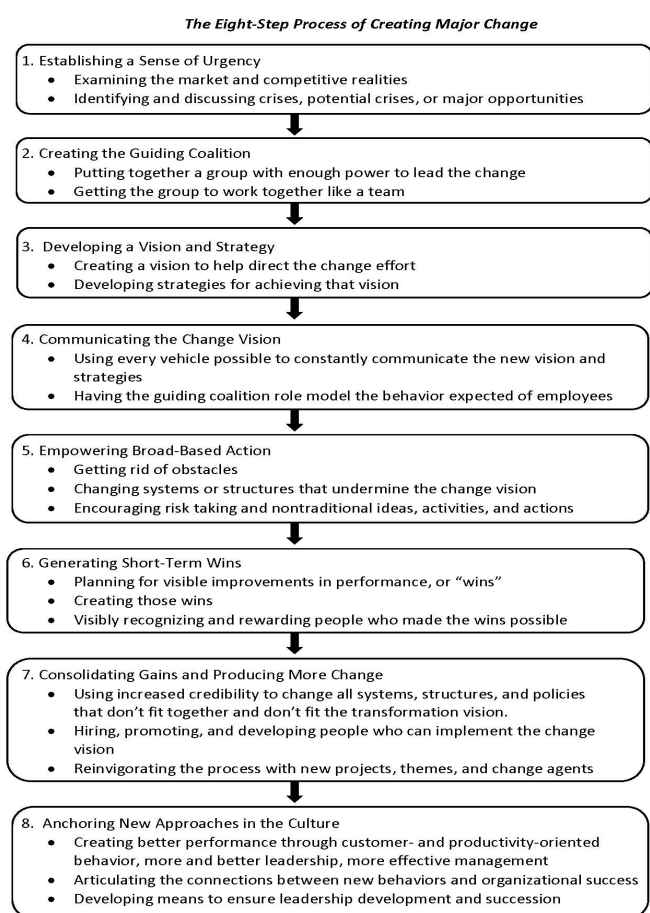 The Eight-Step Process of Creating Major Change
1. Establishing a Sense of Urgency
● Examining the market and competitive realities
● Identifying and discussing crises, potential crises, or major opportunities
2. Creating the Guiding Coalition
● Putting together a group with enough power to lead the change
● Getting the group to work together like a team
3.  Developing a Vision and Strategy
● Creating a vision to help direct the change effort
● Developing strategies for achieving that vision
4. Communicating the Change Vision
● Using every vehicle possible to constantly communicate the new vision and
strategies
● Having the guiding coalition role model the behavior expected of employees
5. Empowering Broad-Based Action
● Getting rid of obstacles
● Changing systems or structures that undermine the change vision
● Encouraging risk taking and nontraditional ideas, activities, and actions
6. Generating Short-Term Wins
● Planning for visible improvements in performance, or “wins”
● Creating those wins
● Visibly recognizing and rewarding people who made the wins possible
7. Consolidating Gains and Producing More Change
● Using increased credibility to change all systems, structures, and policies
that don’t fit together and don’t fit the transformation vision.
● Hiring, promoting, and developing people who can implement the change
vision
● Reinvigorating the process with new projects, themes, and change agents
8.  Anchoring New Approaches in the Culture
● Creating better performance through customer- and productivity-oriented
behavior, more and better leadership, more effective management
● Articulating the connections between new behaviors and organizational success
● Developing means to ensure leadership development and succession